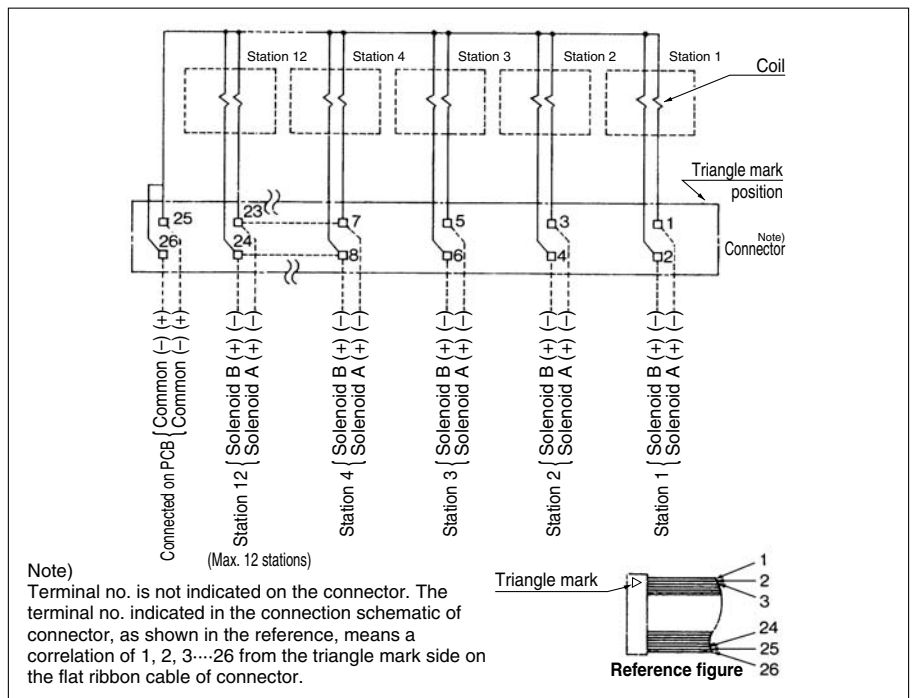 Station 12
Station 4
Station 3
Station 2
Station 1
Coil
Triangle mark
position
25
23
7
5
3
1
Note)
Connector
26
24
8
6
4
2
Connected on PCB { Common (–) (+)
Common (–) (+)
Station 12 { Solenoid B (+) (–)
Solenoid A (+) (–)
(Max. 12 stations)
Station 4 { Solenoid B (+) (–)
Solenoid A (+) (–)
Station 3 { Solenoid B (+) (–)
Solenoid A (+) (–)
Station 2 { Solenoid B (+) (–)
Solenoid A (+) (–)
Station 1 { Solenoid B (+) (–)
Solenoid A (+) (–)
Note)
Terminal no. is not indicated on the connector. The
terminal no. indicated in the connection schematic of
connector, as shown in the reference, means a
correlation of 1, 2, 3····26 from the triangle mark side on
the flat ribbon cable of connector.
Triangle mark
1
2
3
24
25
26
Reference figure